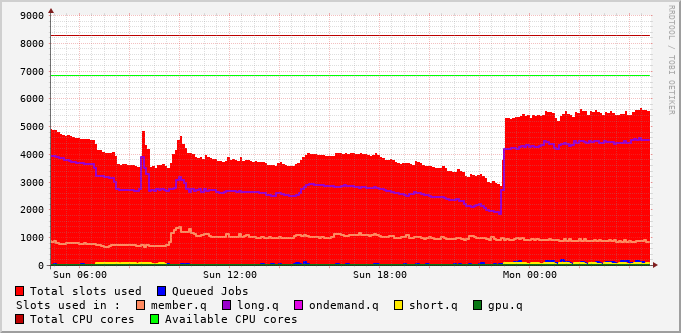 9000
8000
7000
6000
5000
4000
3000
2000
1000
0
Sun 06:00 Sun 12:00 Sun 18:00 Mon 00:00
RRDTOOL / TOBI OETIKER
Total slots used Queued Jobs
Slots used in : member.q long.q ondemand.q short.q gpu.q
Total CPU cores Available CPU cores